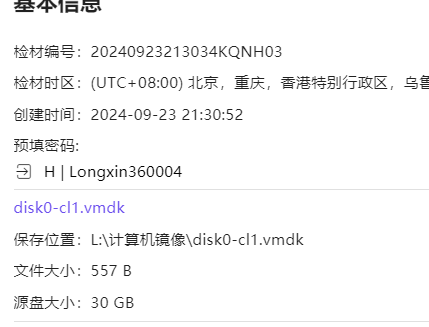 基本信息
检材编号：20240923213034KQNH03
检材时区：(UTC+08:00) 北京，重庆，香港特别行政区，乌鲁
创建时间：2024-09-23 21:30:52
预填密码:
H | Longxin360004
disk0-cl1.vmdk
保存位置：L:\计算机镜像\disk0-cl1.vmdk
文件大小：557 B
源盘大小：30 GB